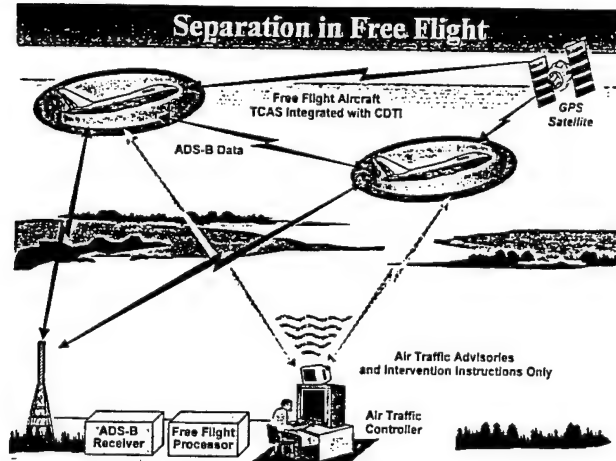 Separation in Free Flight
GPS
Satellite
Free Flight Aircraft
TCAS Integrated with CDTI
ADS-B Data
Air Traffic Advisories
and Intervention Instructions Only
Air Traffic
Controller
ADS-B
Receiver
Free Flight
Processor